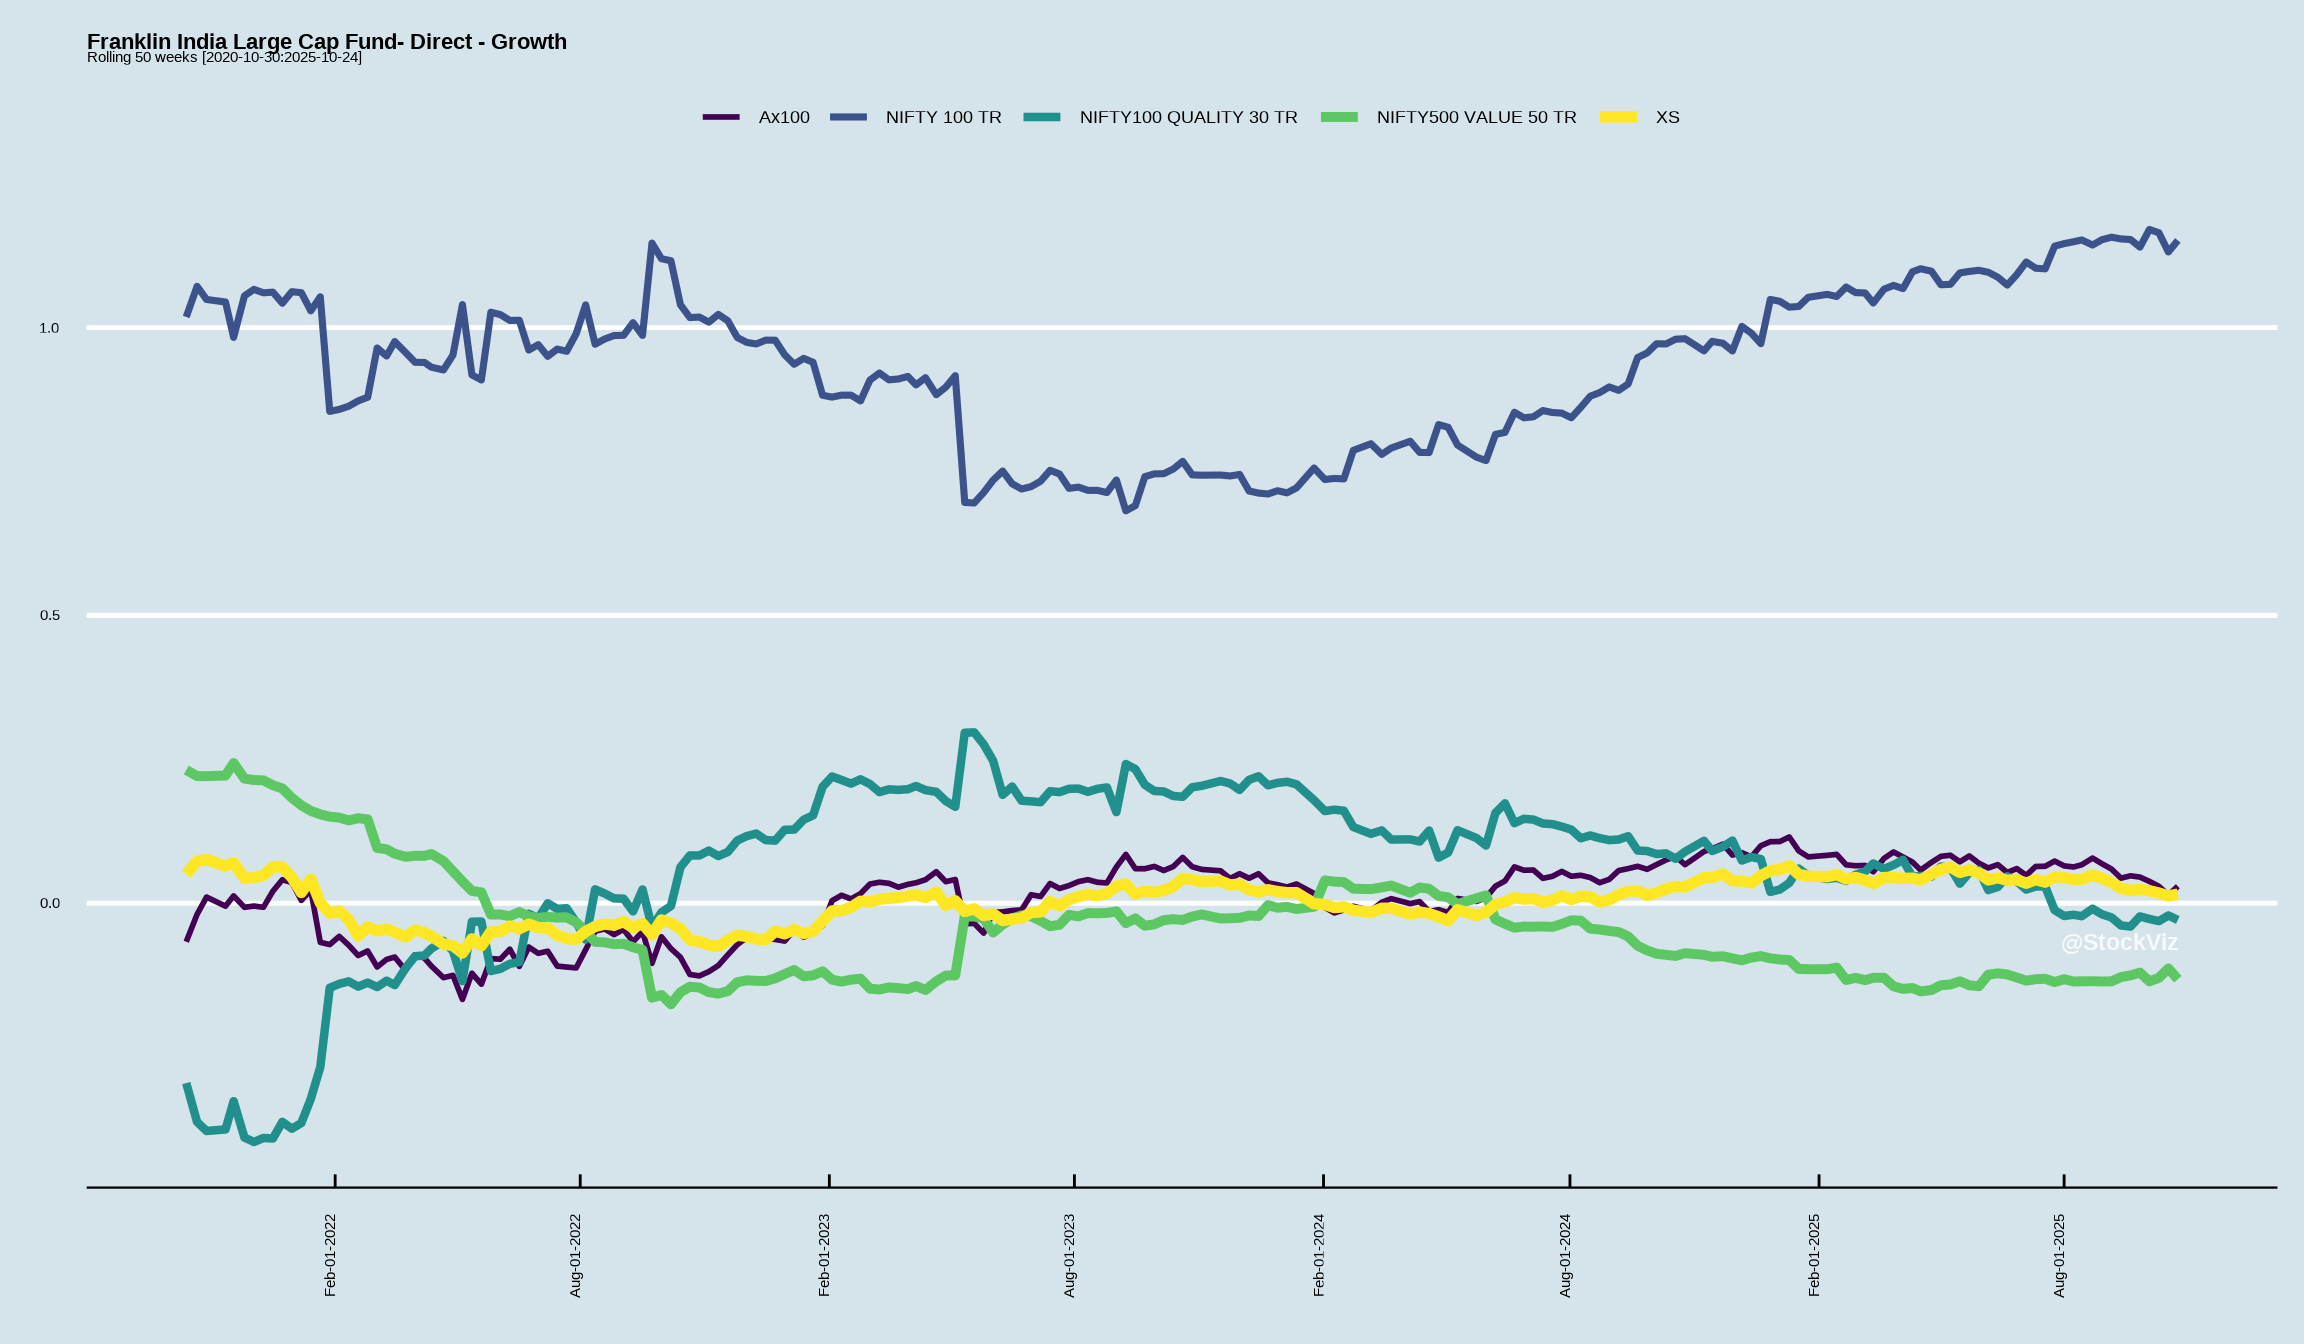 Franklin India Large Cap Fund- Direct - Growth
Rolling 50 weeks [2020-10-30:2025-10-24]
Ax100 NIFTY 100 TR NIFTY100 QUALITY 30 TR NIFTY500 VALUE 50 TR XS
1.0
0.5
0.0
@StockViz
Feb-01-2022 Aug-01-2022 Feb-01-2023 Aug-01-2023 Feb-01-2024 Aug-01-2024 Feb-01-2025 Aug-01-2025